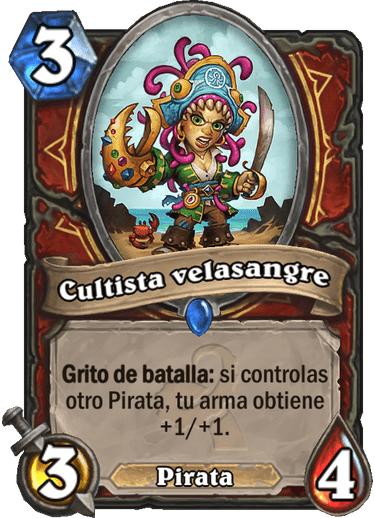 3
Cultista velasangre
Grito de batalla: si controlas
otro Pirata, tu arma obtiene
+1/+1.
3
Pirata
4